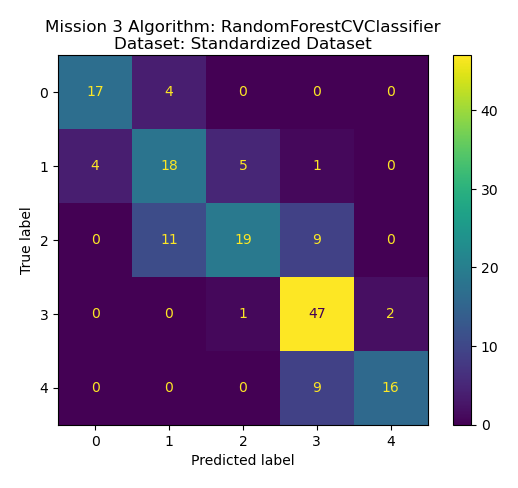 Mission 3 Algorithm: RandomForestCVClassifier
Dataset: Standardized Dataset
0 17 4 0 0 0
1 4 18 5 1 0
2 0 11 19 9 0
3 0 0 1 47 2
4 0 0 0 9 16
0 1 2 3 4
True label
Predicted label
40
30
20
10
0